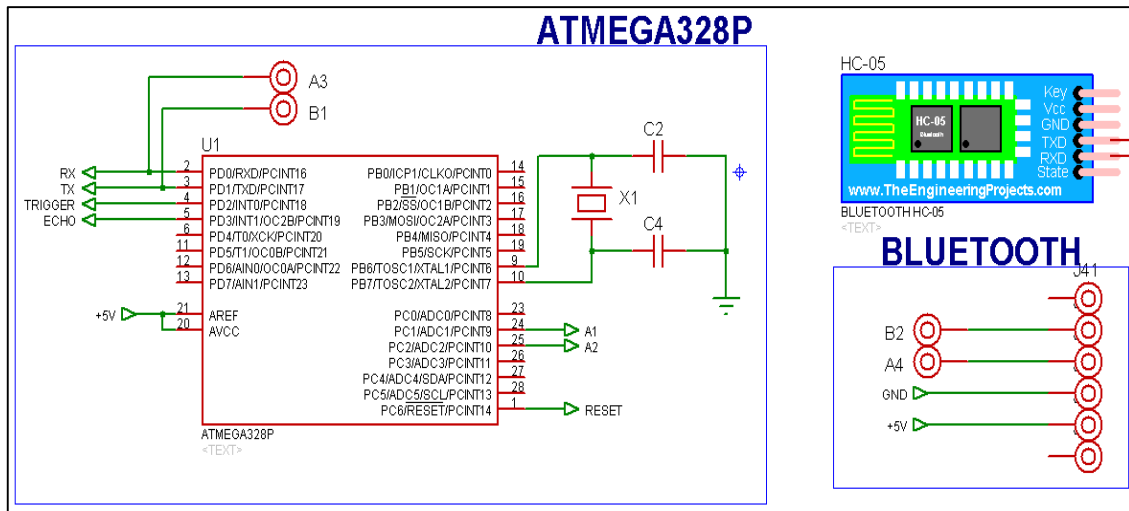 ATMEGA328P
A3
B1
U1
RX
TX
TRIGGER
ECHO
2
3
4
5
6
11
12
13
PD0/RXD/PCINT16
PD1/TXD/PCINT17
PD2/INT0/PCINT18
PD3/INT1/OC2B/PCINT19
PD4/T0/XCK/PCINT20
PD5/T1/OC0B/PCINT21
PD6/AIN0/OC0A/PCINT22
PD7/AIN1/PCINT23
+5V
21
20
AREF
AVCC
PB0/ICP1/CLKO/PCINT0
PB1/OC1A/PCINT1
PB2/SS/OC1B/PCINT2
PB3/MOSI/OC2A/PCINT3
PB4/MISO/PCINT4
PB5/SCK/PCINT5
PB6/TOSC1/XTAL1/PCINT6
PB7/TOSC2/XTAL2/PCINT7
14
15
16
17
18
19
9
10
PC0/ADC0/PCINT8
PC1/ADC1/PCINT9
PC2/ADC2/PCINT10
PC3/ADC3/PCINT11
PC4/ADC4/SDA/PCINT12
PC5/ADC5/SCL/PCINT13
PC6/RESET/PCINT14
23
24
25
26
27
28
1
A1
A2
RESET
ATMEGA328P
<TEXT>
C2
X1
C4
HC-05
HC-05
Bluetooth
Key
Vcc
GND
TXD
RXD
State
www.TheEngineeringProjects.com
BLUETOOTH HC-05
<TEXT>
BLUETOOTH
J41
B2
A4
GND
+5V